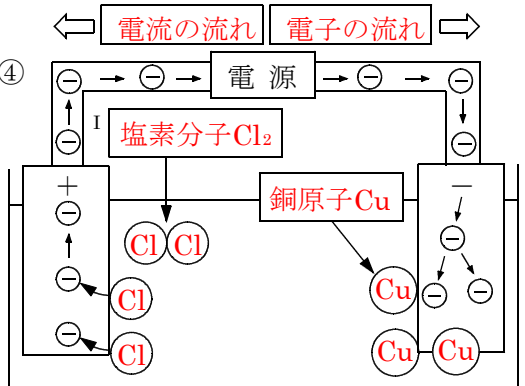 電流の流れ 電子の流れ
④
電源
I
塩素分子Cl₂
+
−
銅原子Cu
Cl Cl
Cl
Cu
Cl
Cu Cu